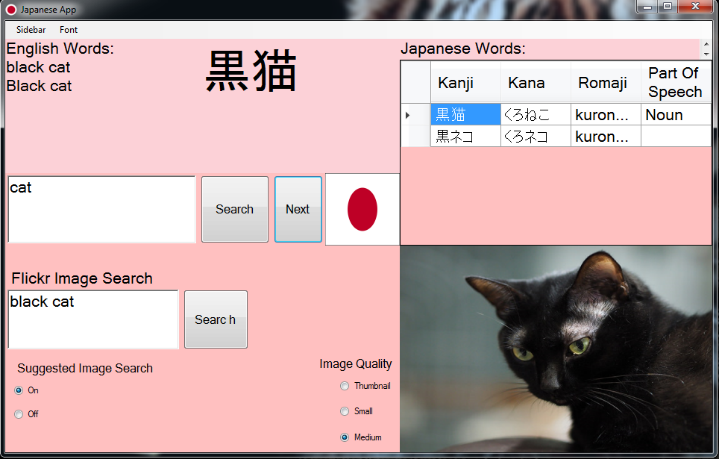 Japanese App
Sidebar Font
English Words:
black cat
Black cat
黒猫
Japanese Words:
Kanji Kana Romaji Part Of Speech
黒猫 くろねこ kuron... Noun
黒ネコ くろネコ kuron...
cat
Search
Next
Flickr Image Search
black cat
Searc h
Suggested Image Search
On
Off
Image Quality
Thumbnail
Small
Medium